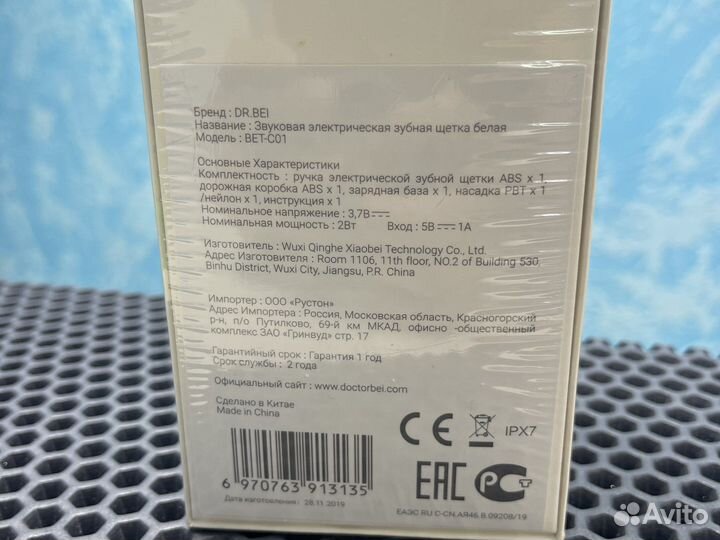 Бренд : DR.BEI
Название : Звуковая электрическая зубная щетка белая
Модель : BET-C01
Основные Характеристики
Комплектность : ручка электрической зубной щетки ABS x 1,
дорожная коробка ABS x 1, зарядная база x 1, насадка PBT x 1
/нейлон x 1, инструкция x 1
Номинальное напряжение : 3,7В⎓
Номинальная мощность : 2Вт Вход : 5В⎓1А
Изготовитель : Wuxi Qinghe Xiaobei Technology Co., Ltd.
Адрес Изготовителя : Room 1106, 11th floor, NO.2 of Building 530,
Binhu District, Wuxi City, Jiangsu, P.R. China
Импортер : ООО «Рустон»
Адрес Импортера : Россия, Московская область, Красногорский
р-н, п/о Путилково, 69-й км МКАД, офисно -общественный
комплекс ЗАО «Гринвуд» стр. 17
Гарантийный срок : Гарантия 1 год
Срок службы : 2 года
Официальный сайт : www.doctorbei.com
Сделано в Китае
Made in China
CE IPX7
6 970763 913135
EAC РСТ
Дата изготовления : 28.11.2019
ЕАЭС RU C-CN.АЯ46.В.09208/19
Avito